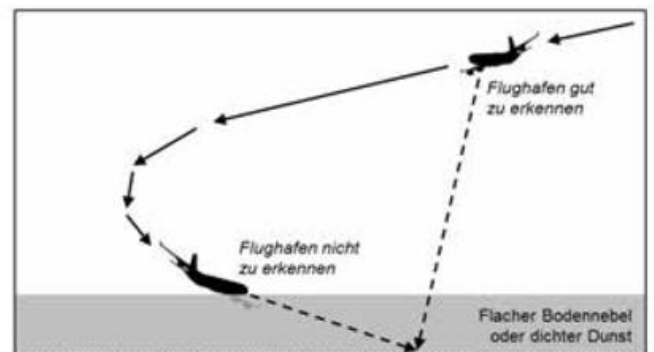 Flughafen gut
zu erkennen
Flughafen nicht
zu erkennen
Flacher Bodennebel
oder dichter Dunst